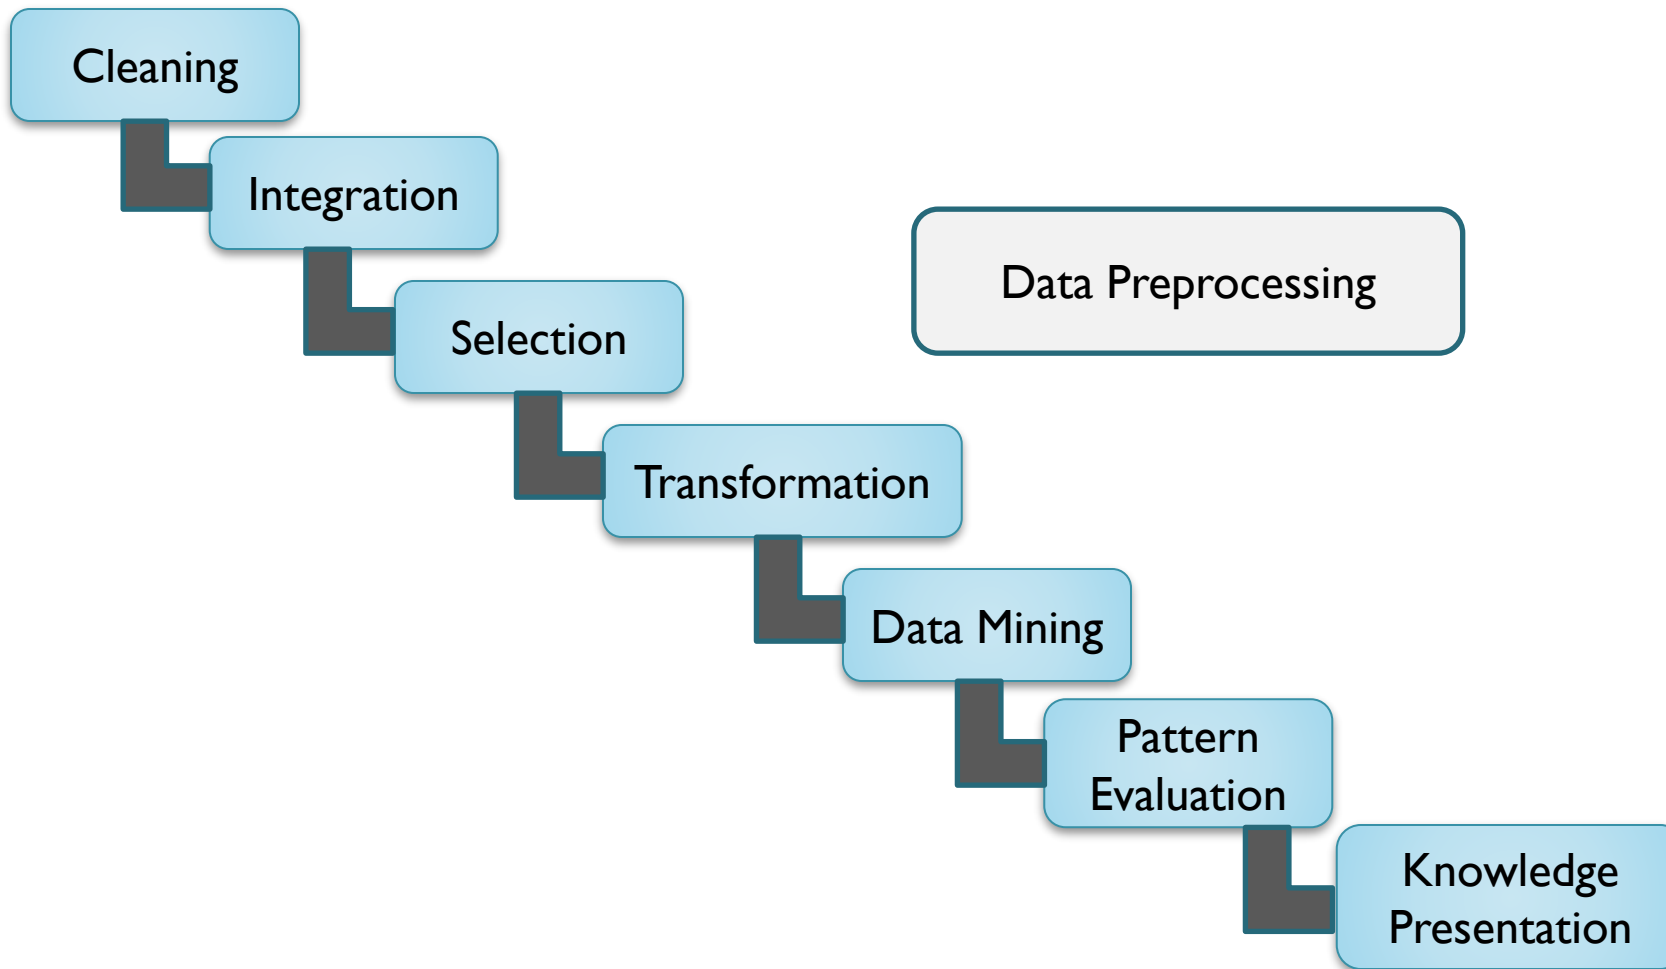 Cleaning
Integration
Data Preprocessing
Selection
Transformation
Data Mining
Pattern
Evaluation
Knowledge
Presentation